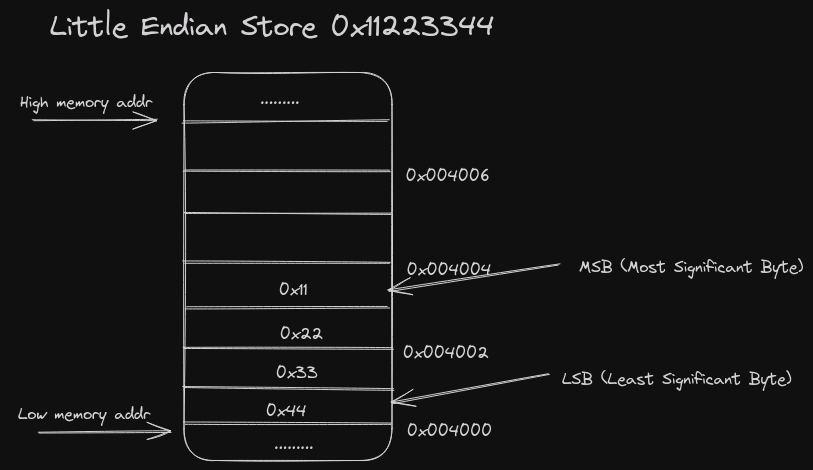 Little Endian Store 0x11223344
High memory addr
.........
0x004006
0x004004
MSB (Most Significant Byte)
0x11
0x22
0x004002
0x33
LSB (Least Significant Byte)
0x44
Low memory addr
0x004000
.........